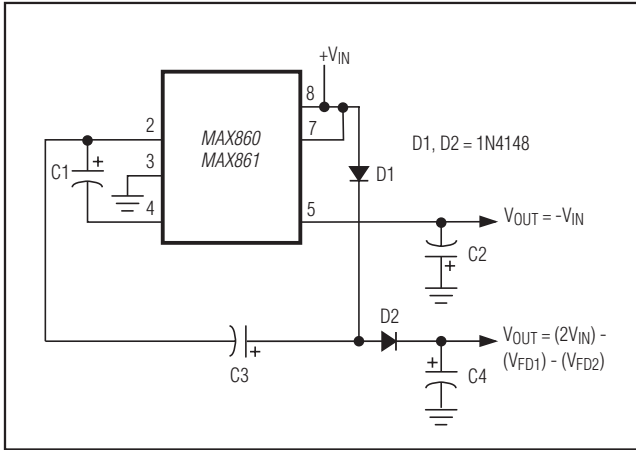 +VIN
8
2
MAX860
7
MAX861
D1, D2 = 1N4148
+
C1
3
D1
4
5
VOUT = -VIN
C2
+
D2
VOUT = (2VIN) -
(VFD1) - (VFD2)
+
C3
+
C4